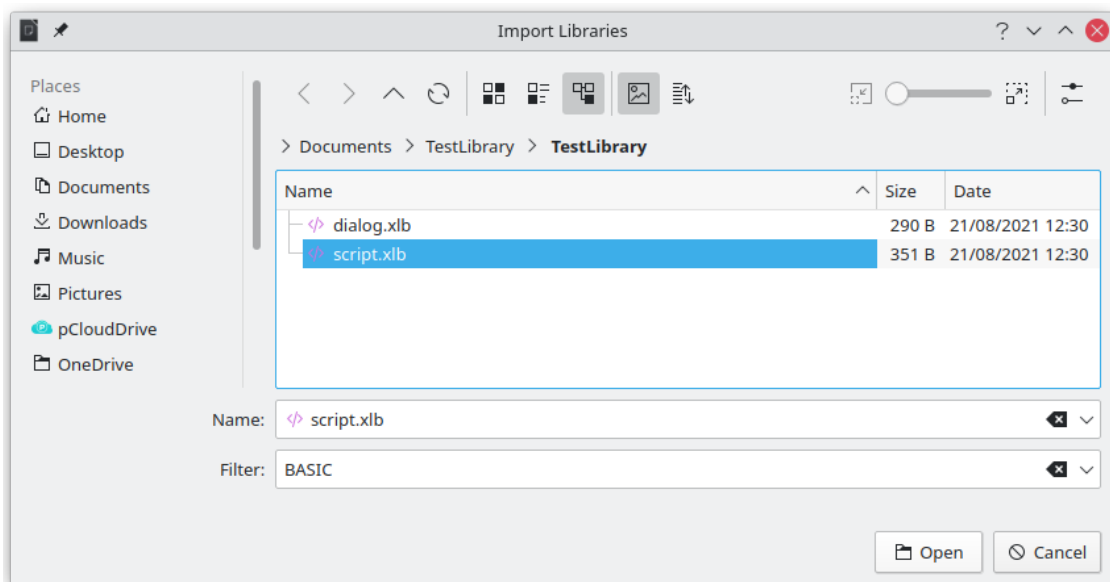 Import Libraries
Places
Home
Desktop
Documents
Downloads
Music
Pictures
pCloudDrive
OneDrive
> Documents > TestLibrary > TestLibrary
Name Size Date
dialog.xlb 290 B 21/08/2021 12:30
script.xlb 351 B 21/08/2021 12:30
Name: script.xlb
Filter: BASIC
Open Cancel